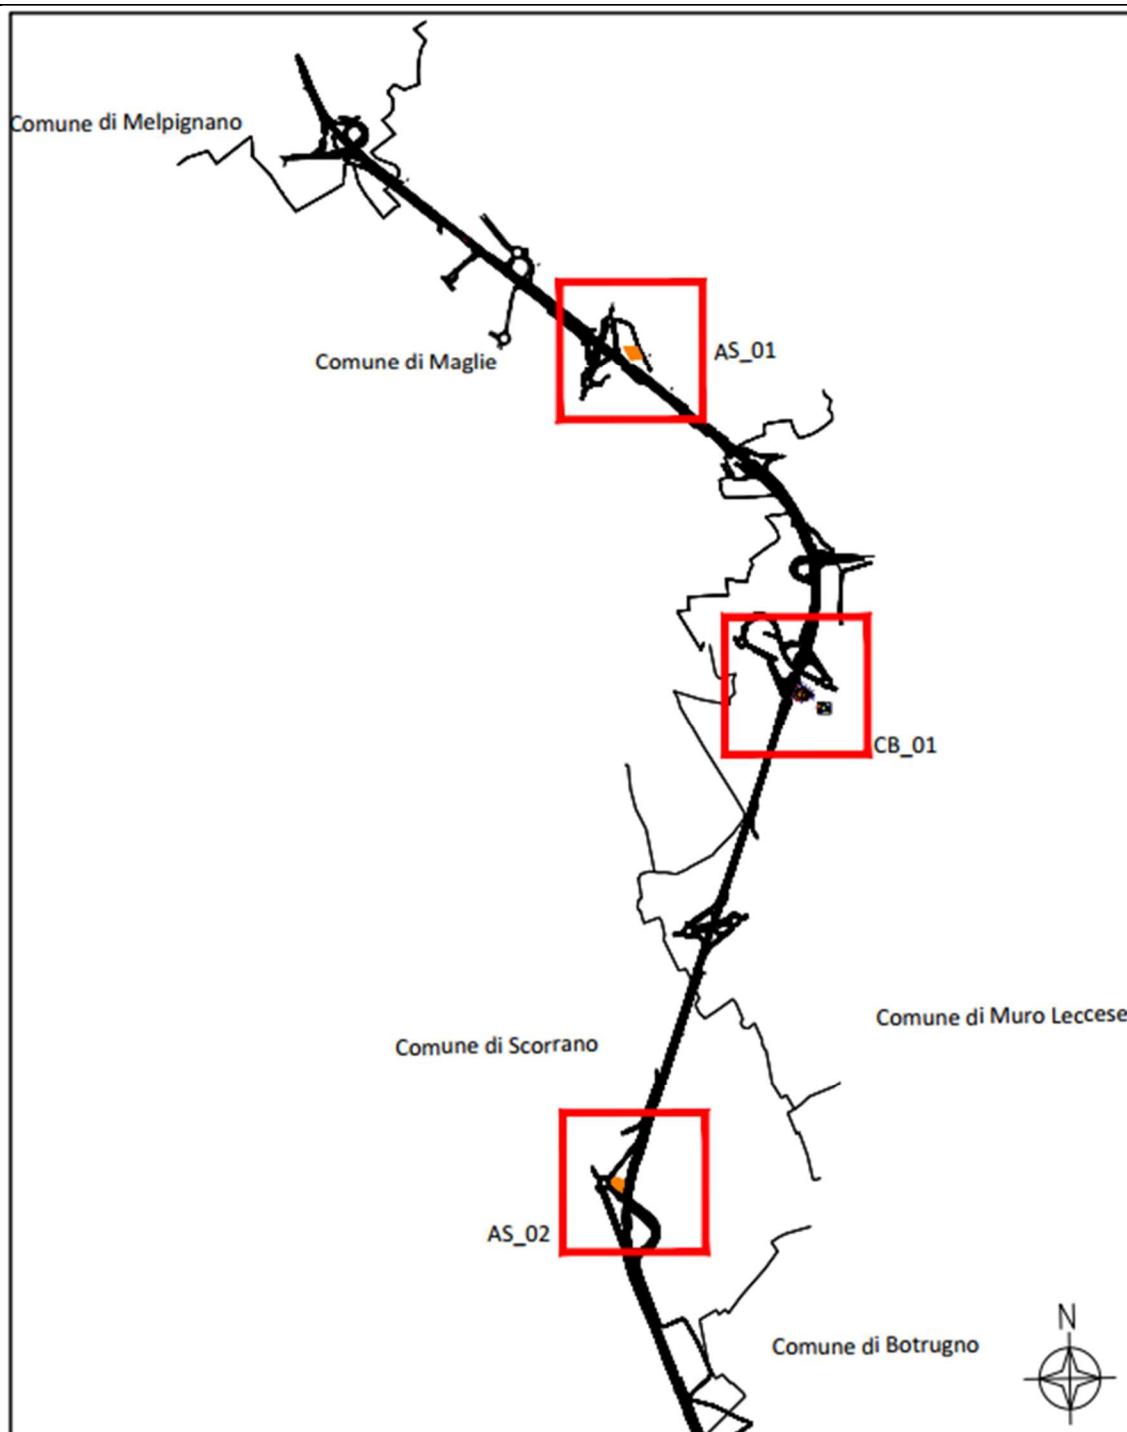 Comune di Melpignano
Comune di Maglie
AS_01
CB_01
Comune di Muro Leccese
Comune di Scorrano
AS_02
Comune di Botrugno
N